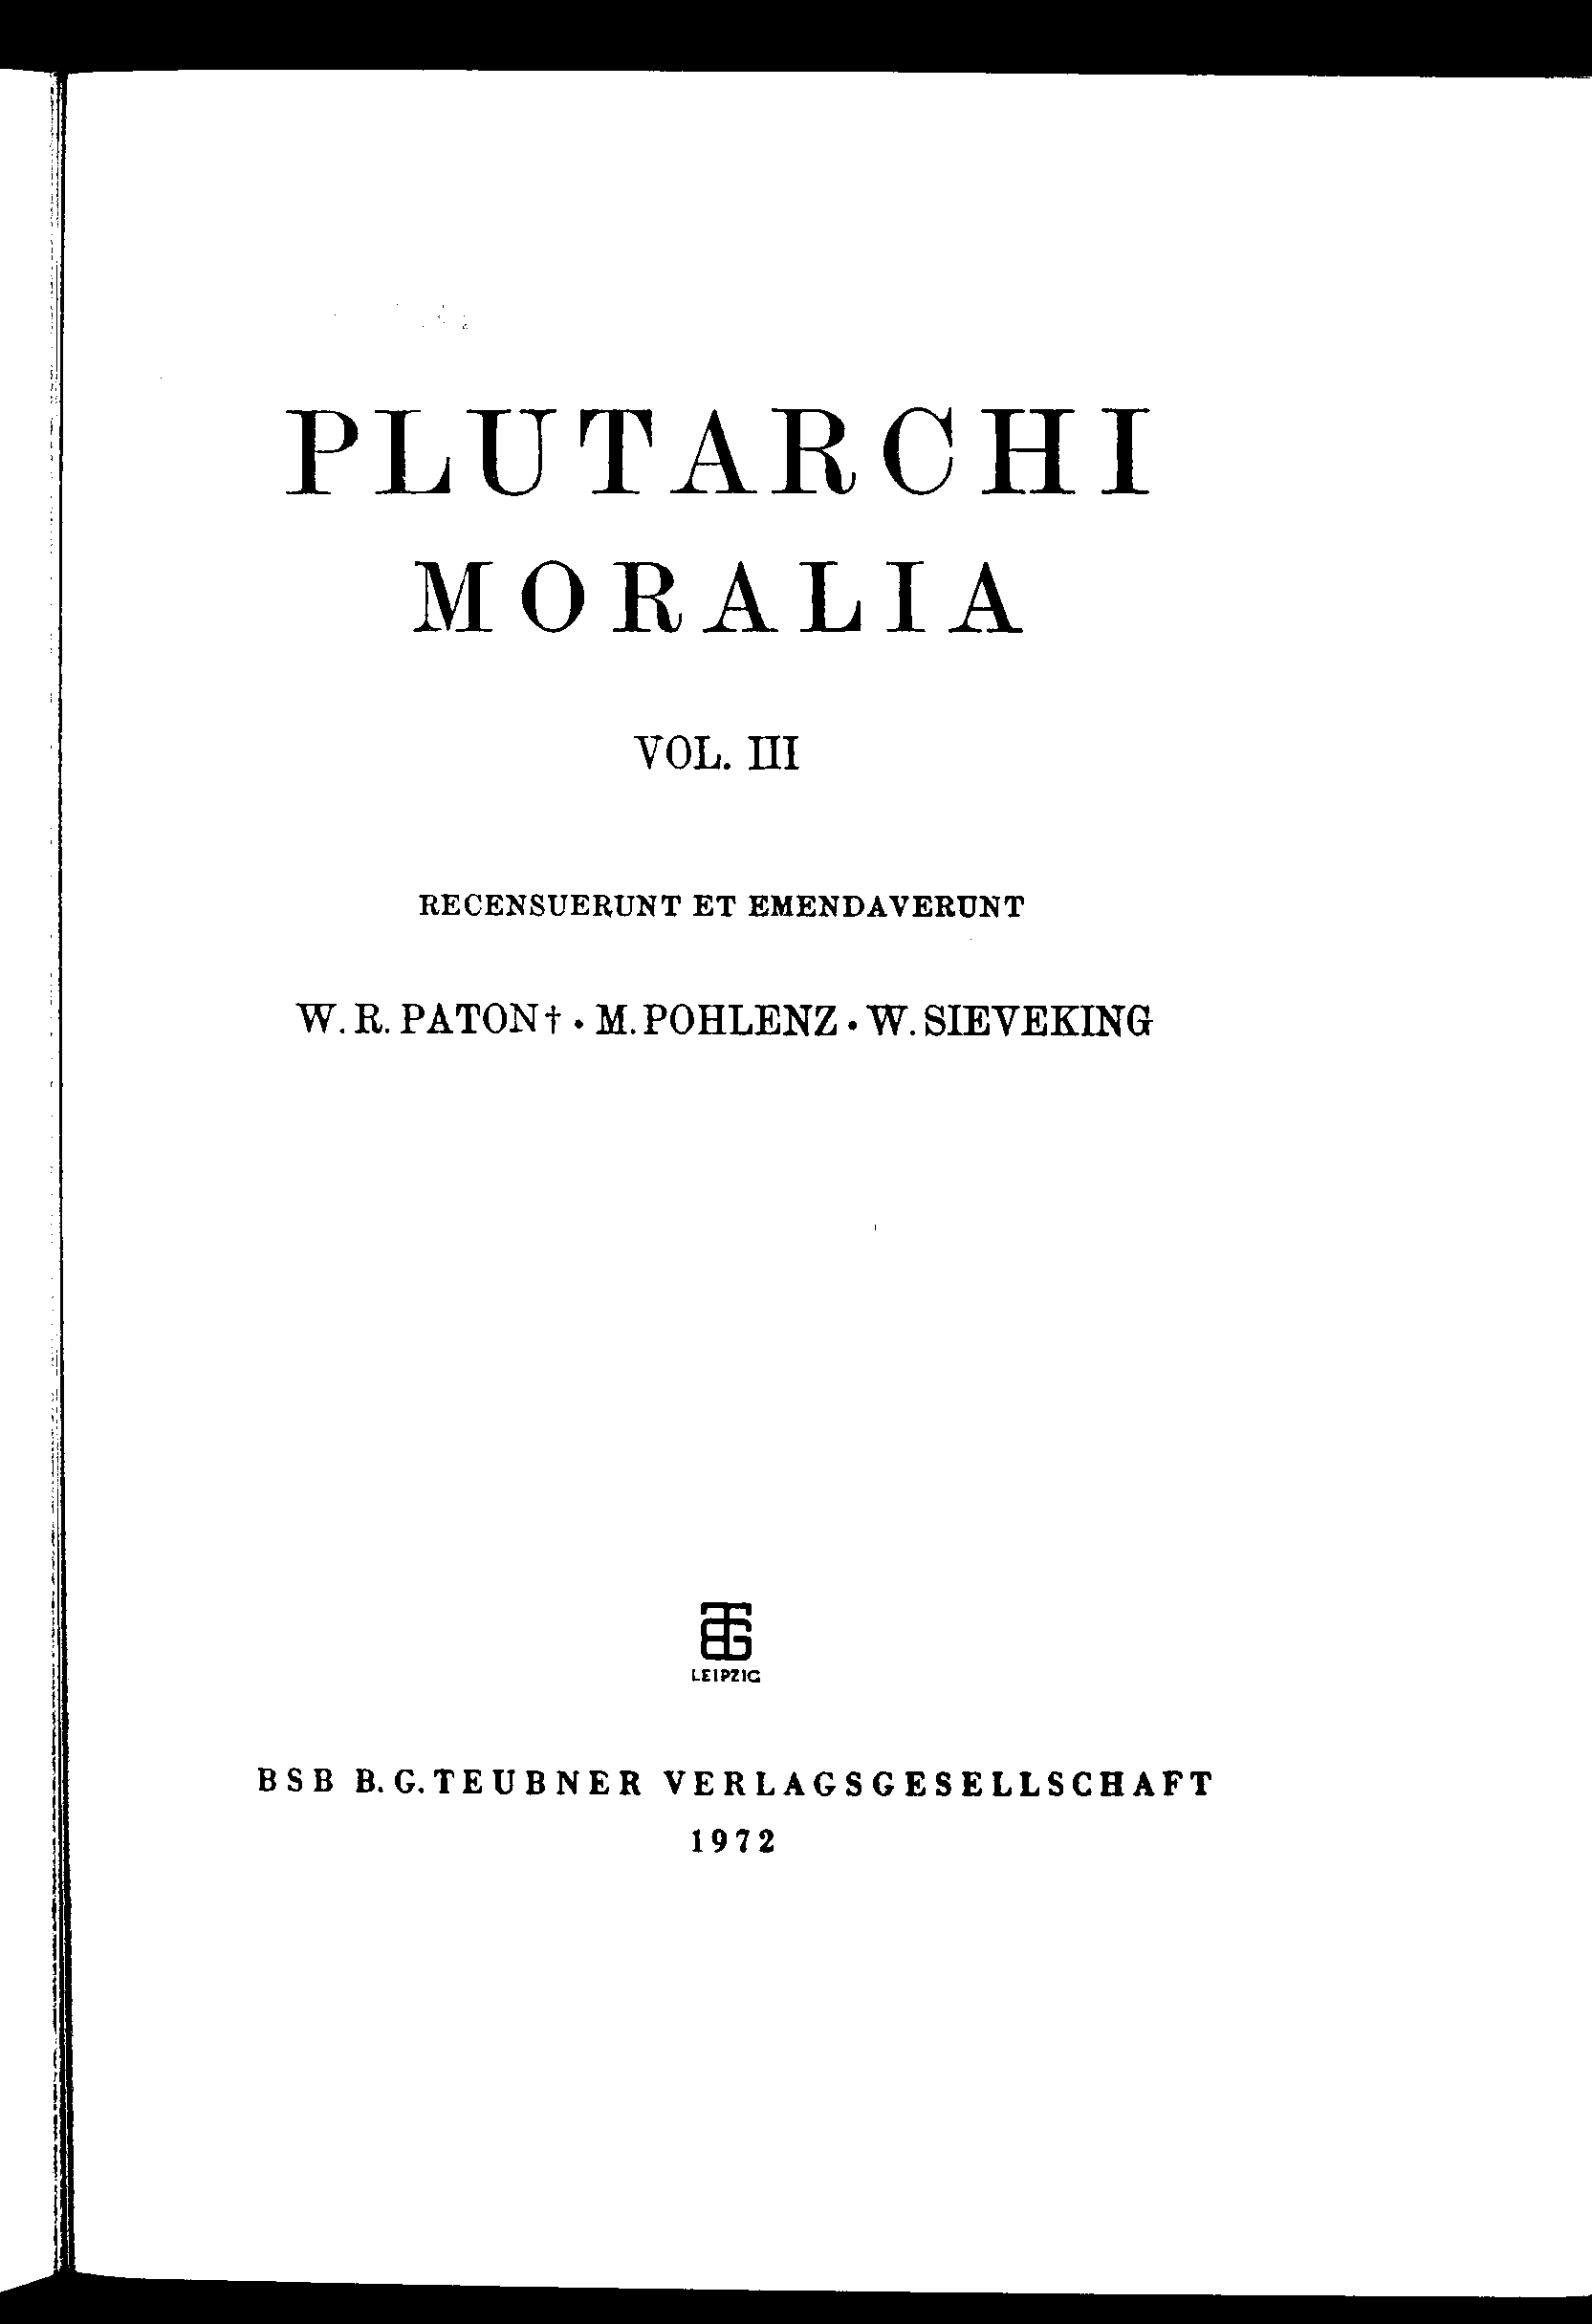 PLUTARCHI
MORALIA
VOL. III
RECENSUERUNT ET EMENDAVERUNT
W. R. PATON† · M. POHLENZ · W. SIEVEKING
LEIPZIG
BSB B. G. TEUBNER VERLAGSGESELLSCHAFT
1972